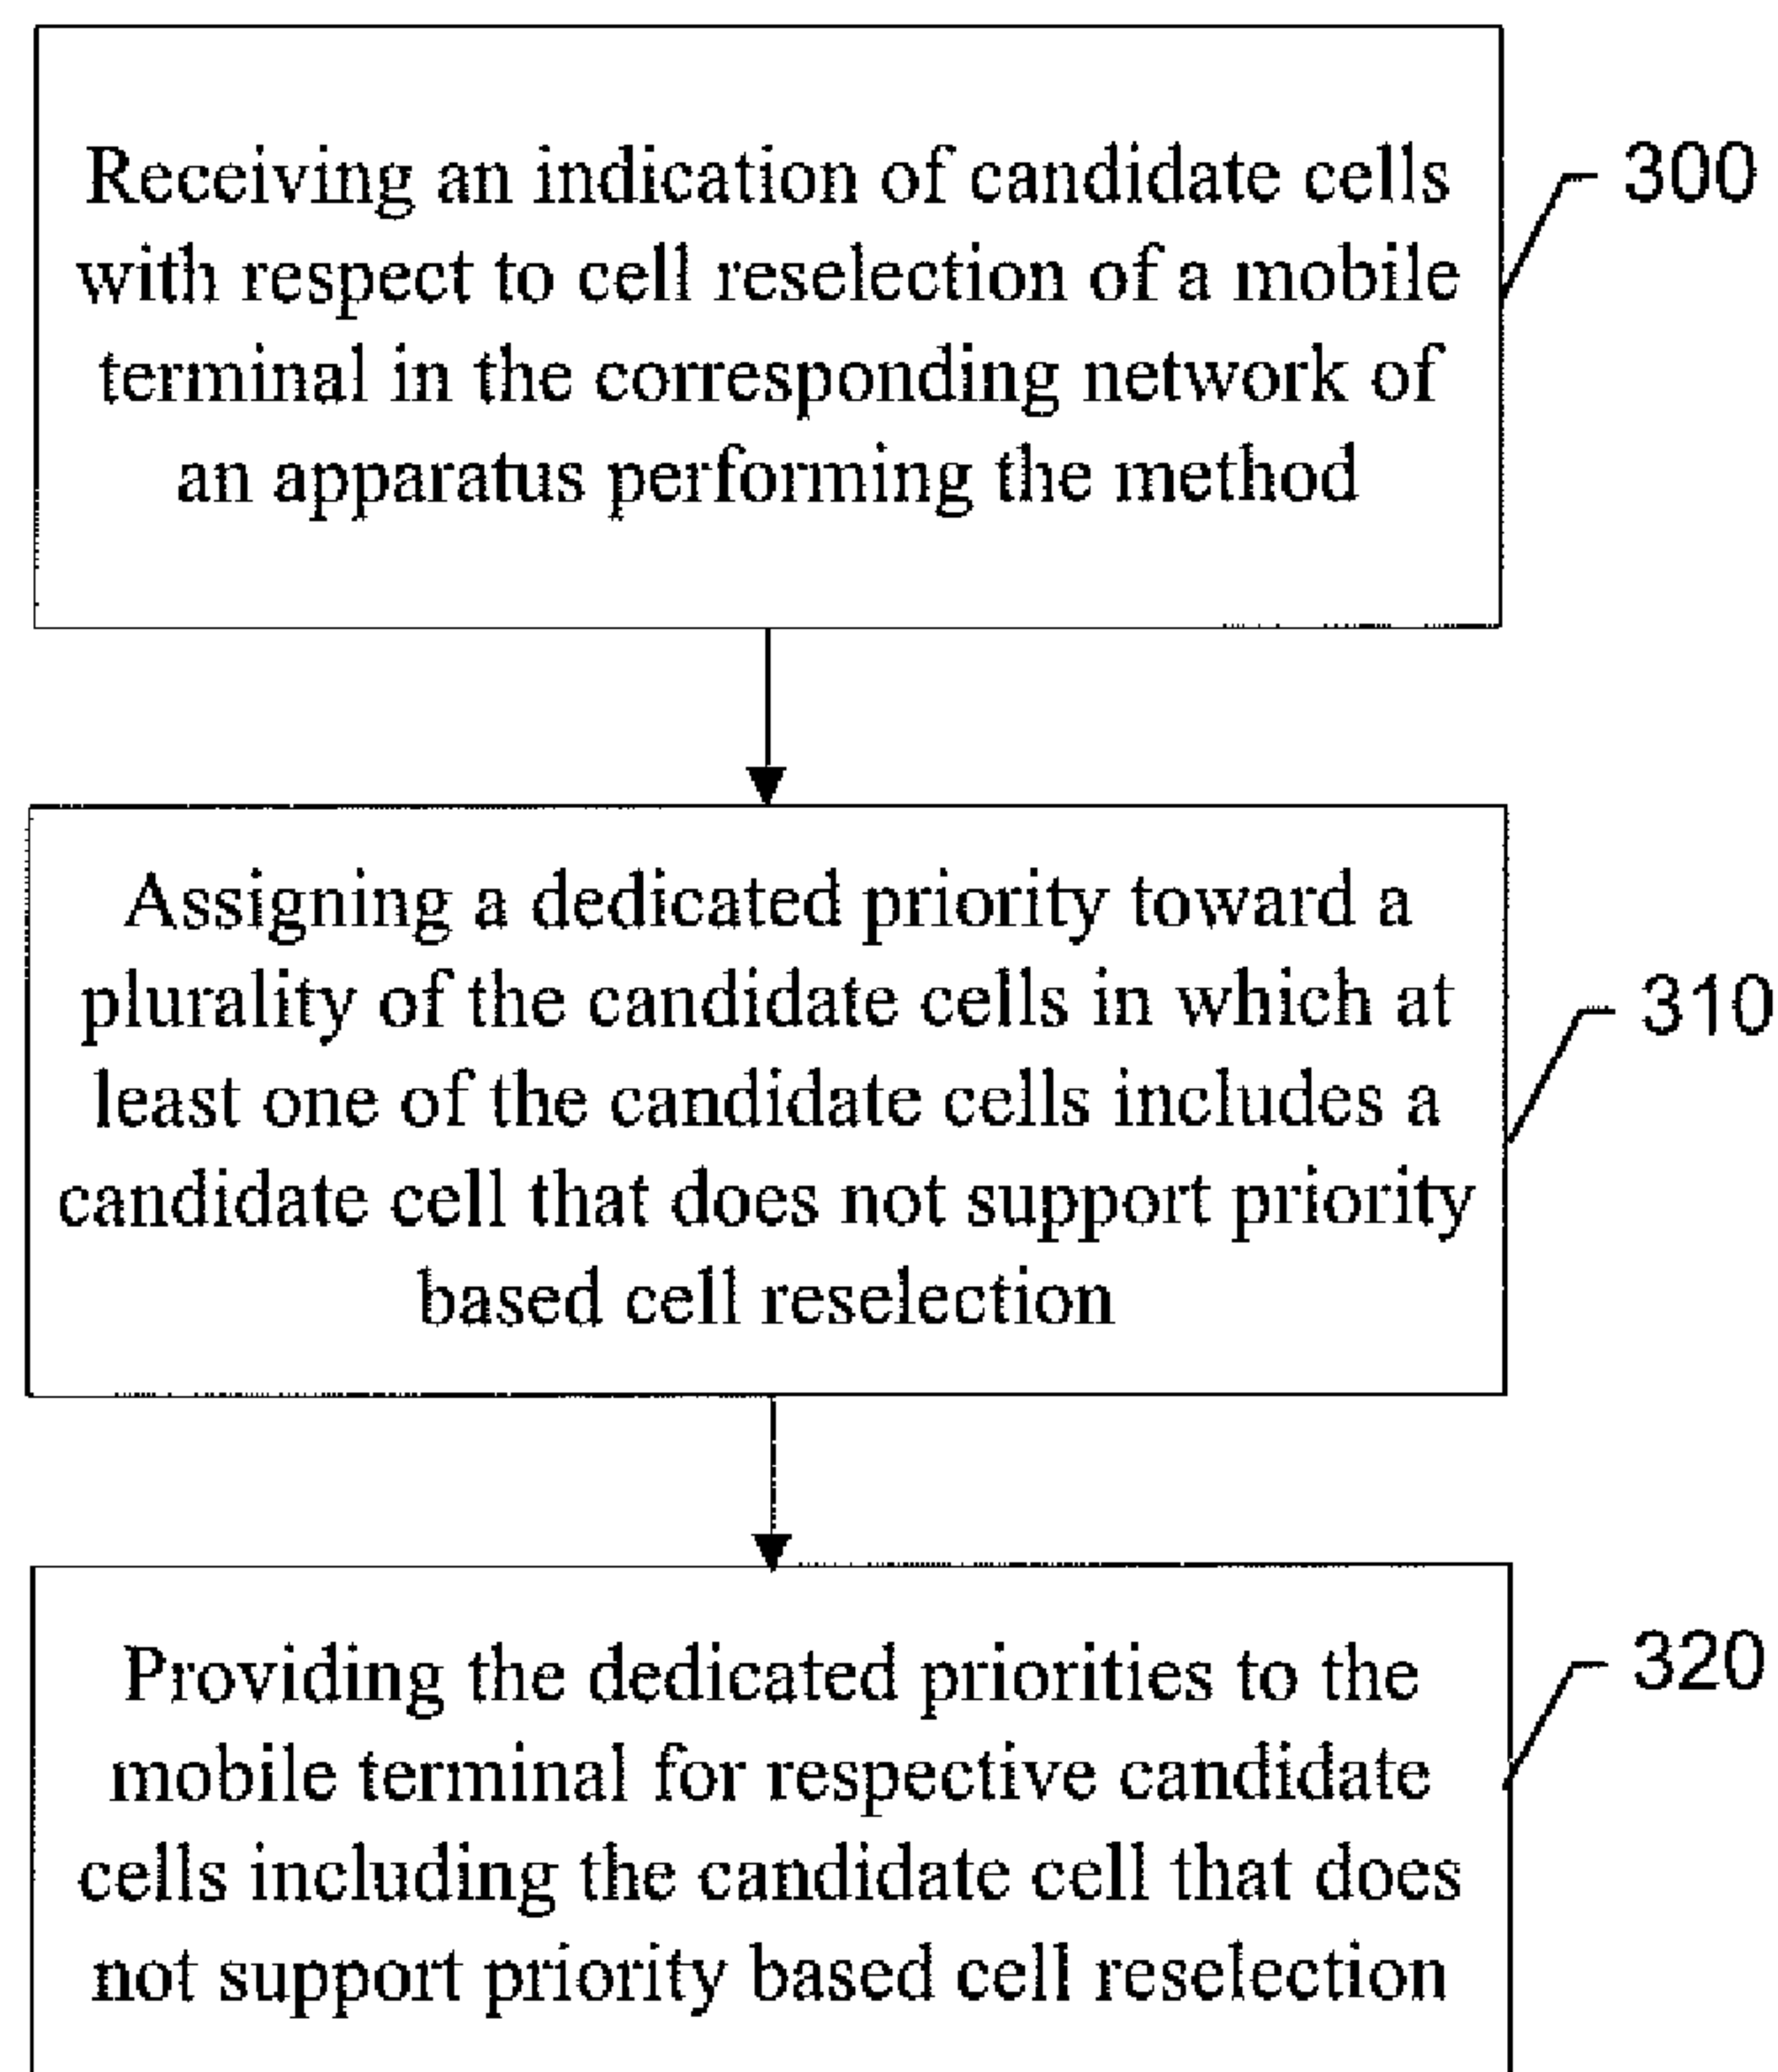 Receiving an indication of candidate cells
with respect to cell reselection of a mobile
terminal in the corresponding network of
an apparatus performing the method
300
Assigning a dedicated priority toward a
plurality of the candidate cells in which at
least one of the candidate cells includes a
candidate cell that does not support priority
based cell reselection
310
Providing the dedicated priorities to the
mobile terminal for respective candidate
cells including the candidate cell that does
not support priority based cell reselection
320